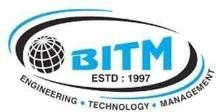 BITM
ESTD : 1997
ENGINEERING • TECHNOLOGY • MANAGEMENT